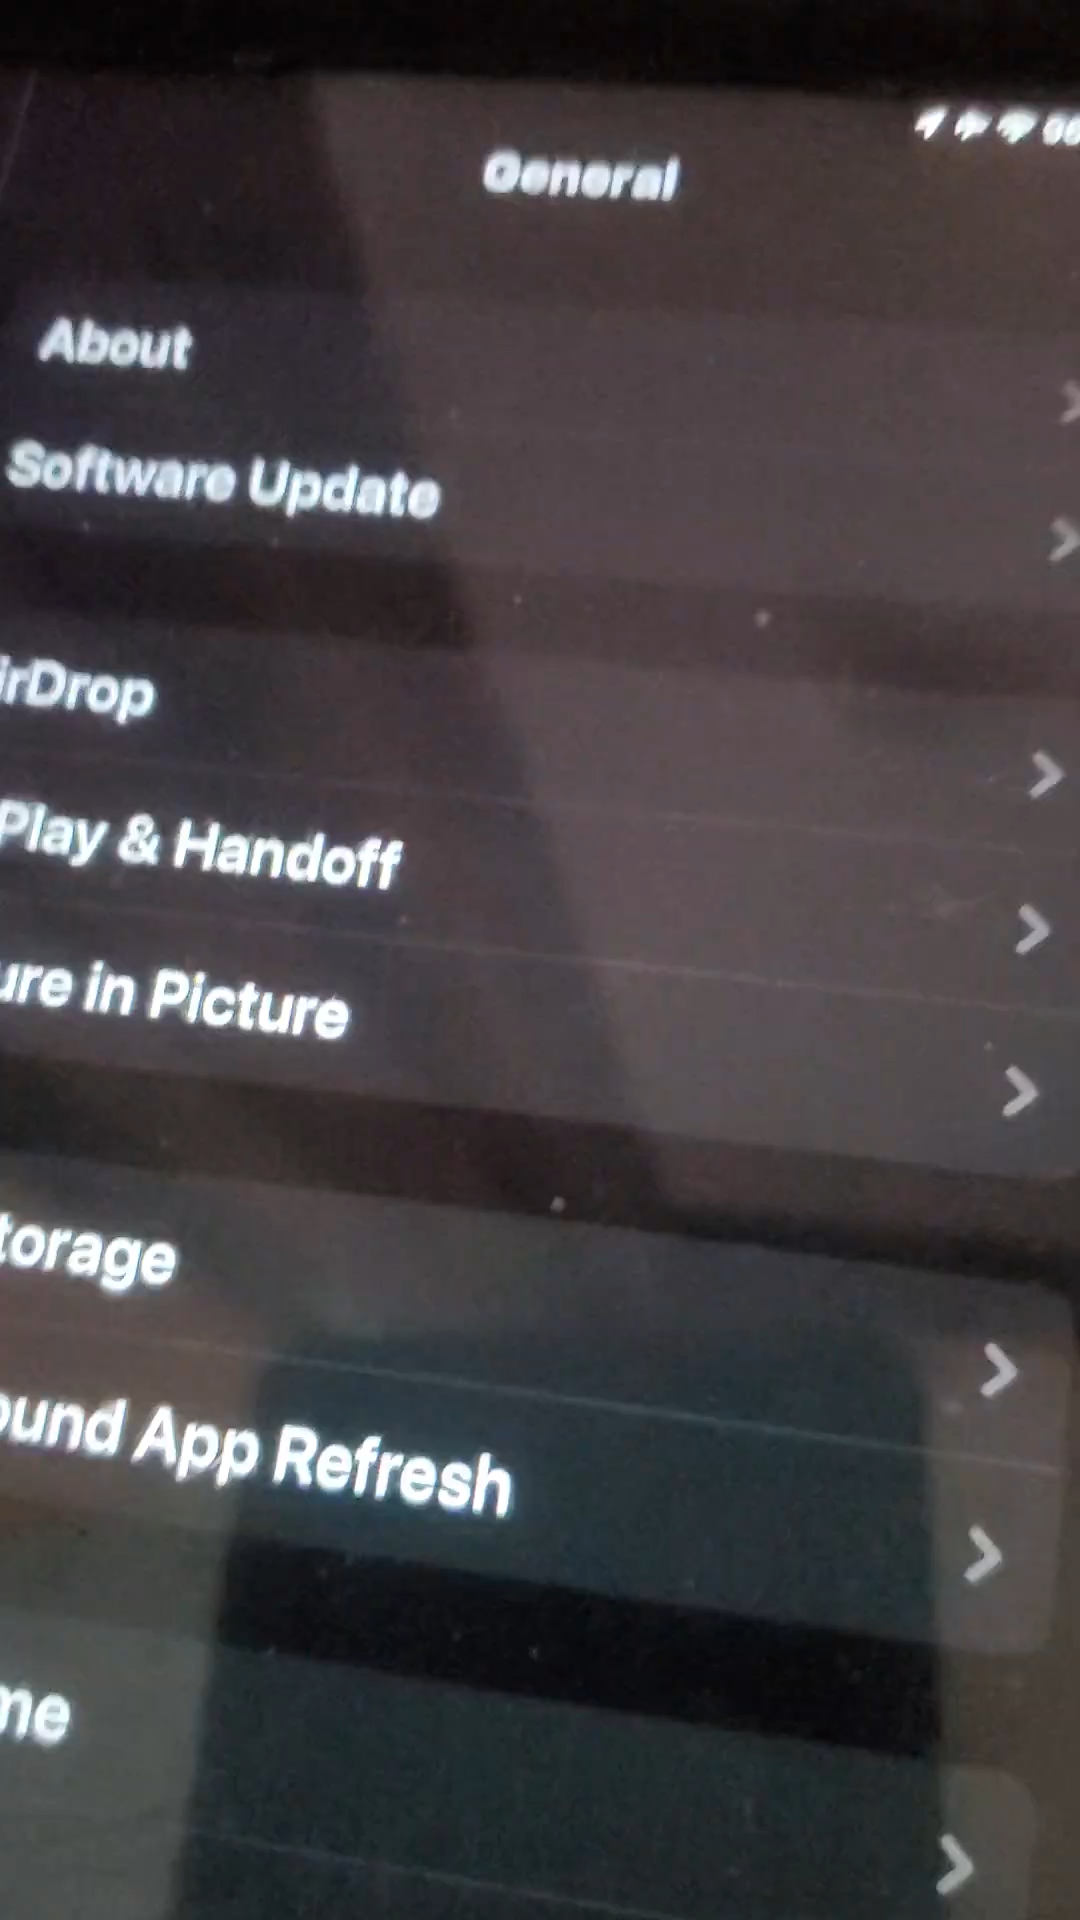 General
About
Software Update
irDrop
Play & Handoff
ure in Picture
torage
ound App Refresh
me